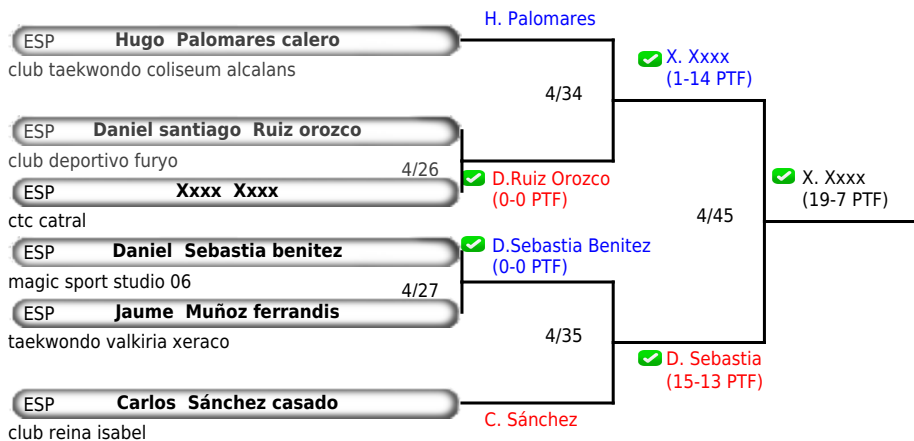 H. Palomares
ESP Hugo Palomares calero
club taekwondo coliseum alcalans
X. Xxxx
(1-14 PTF)
4/34
ESP Daniel santiago Ruiz orozco
club deportivo furyo
4/26
D.Ruiz Orozco
(0-0 PTF)
ESP Xxxx Xxxx
ctc catral
X. Xxxx
(19-7 PTF)
4/45
ESP Daniel Sebastia benitez
magic sport studio 06
D.Sebastia Benitez
(0-0 PTF)
4/27
ESP Jaume Muñoz ferrandis
taekwondo valkiria xeraco
4/35
D. Sebastia
(15-13 PTF)
ESP Carlos Sánchez casado
club reina isabel
C. Sánchez